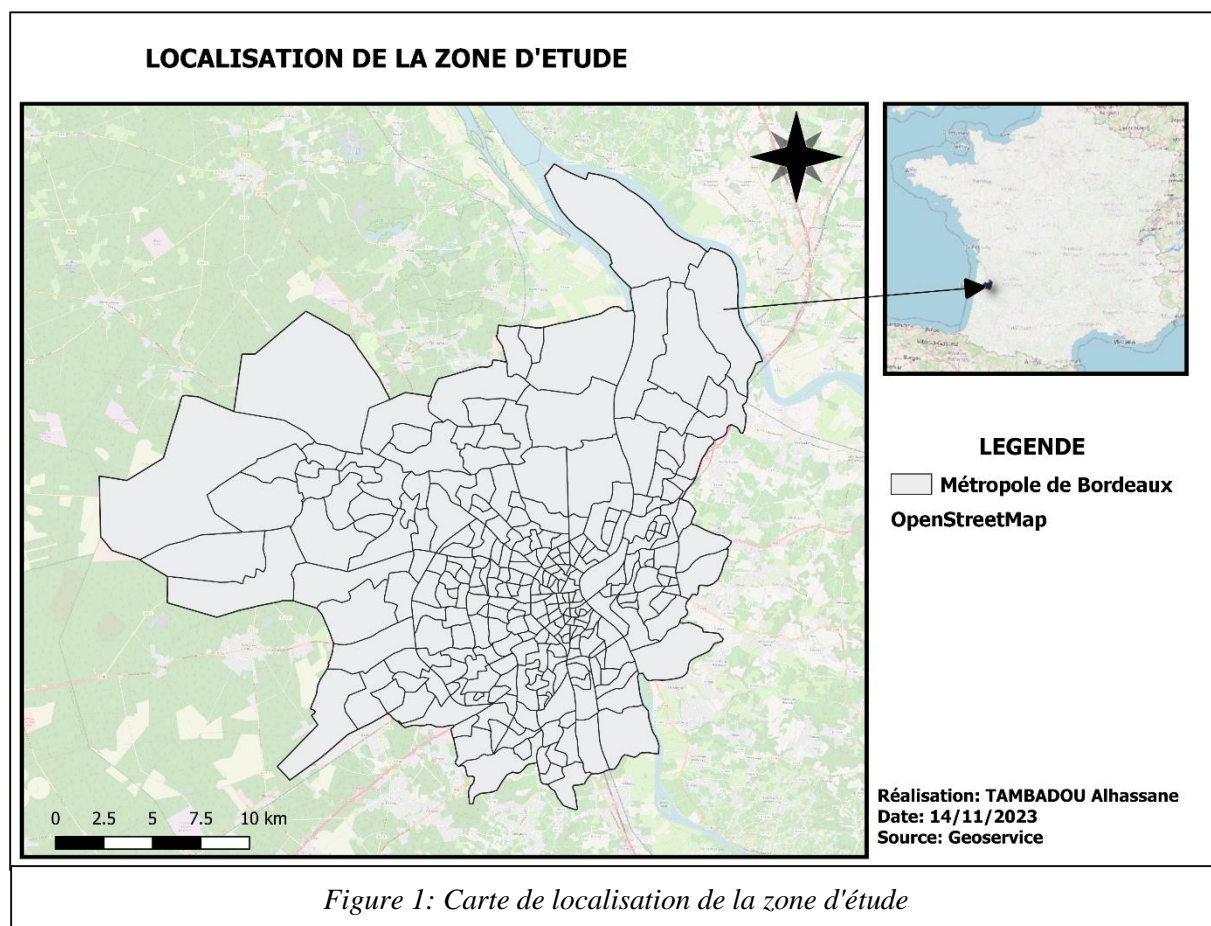 LOCALISATION DE LA ZONE D'ETUDE
LEGENDE
Métropole de Bordeaux
OpenStreetMap
0 2.5 5 7.5 10 km
Réalisation: TAMBADOU Alhassane
Date: 14/11/2023
Source: Geoservice
Figure 1: Carte de localisation de la zone d'étude